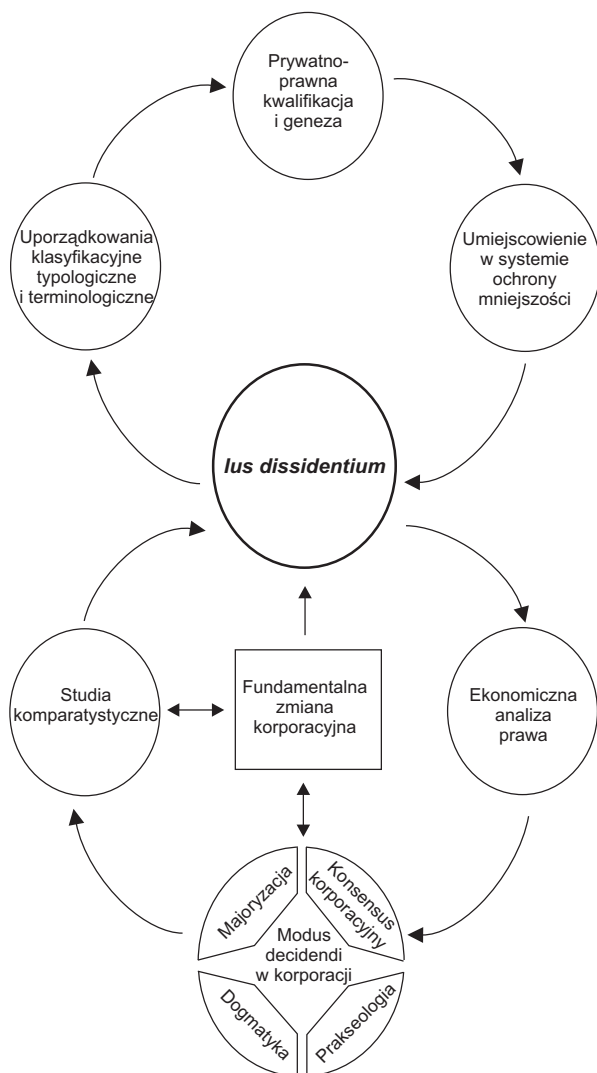 Prywatno-
prawna
kwalifikacja
i geneza
Uporządkowania
klasyfikacyjne
typologiczne
i terminologiczne
Umiejscowienie
w systemie
ochrony
mniejszości
Ius dissidentium
Studia
komparatystyczne
Fundamentalna
zmiana
korporacyjna
Ekonomiczna
analiza
prawa
Majoryzacja
Konsensus
korporacyjny
Modus
decidendi
w korporacji
Dogmatyka
Prakseologia